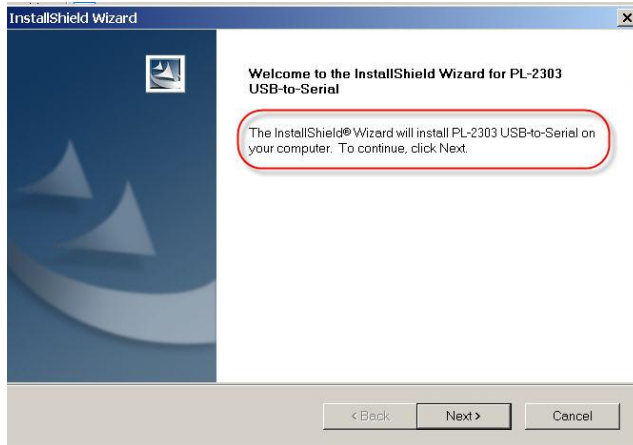 InstallShield Wizard
Welcome to the InstallShield Wizard for PL-2303
USB-to-Serial
The InstallShield® Wizard will install PL-2303 USB-to-Serial on
your computer. To continue, click Next.
< Back Next > Cancel